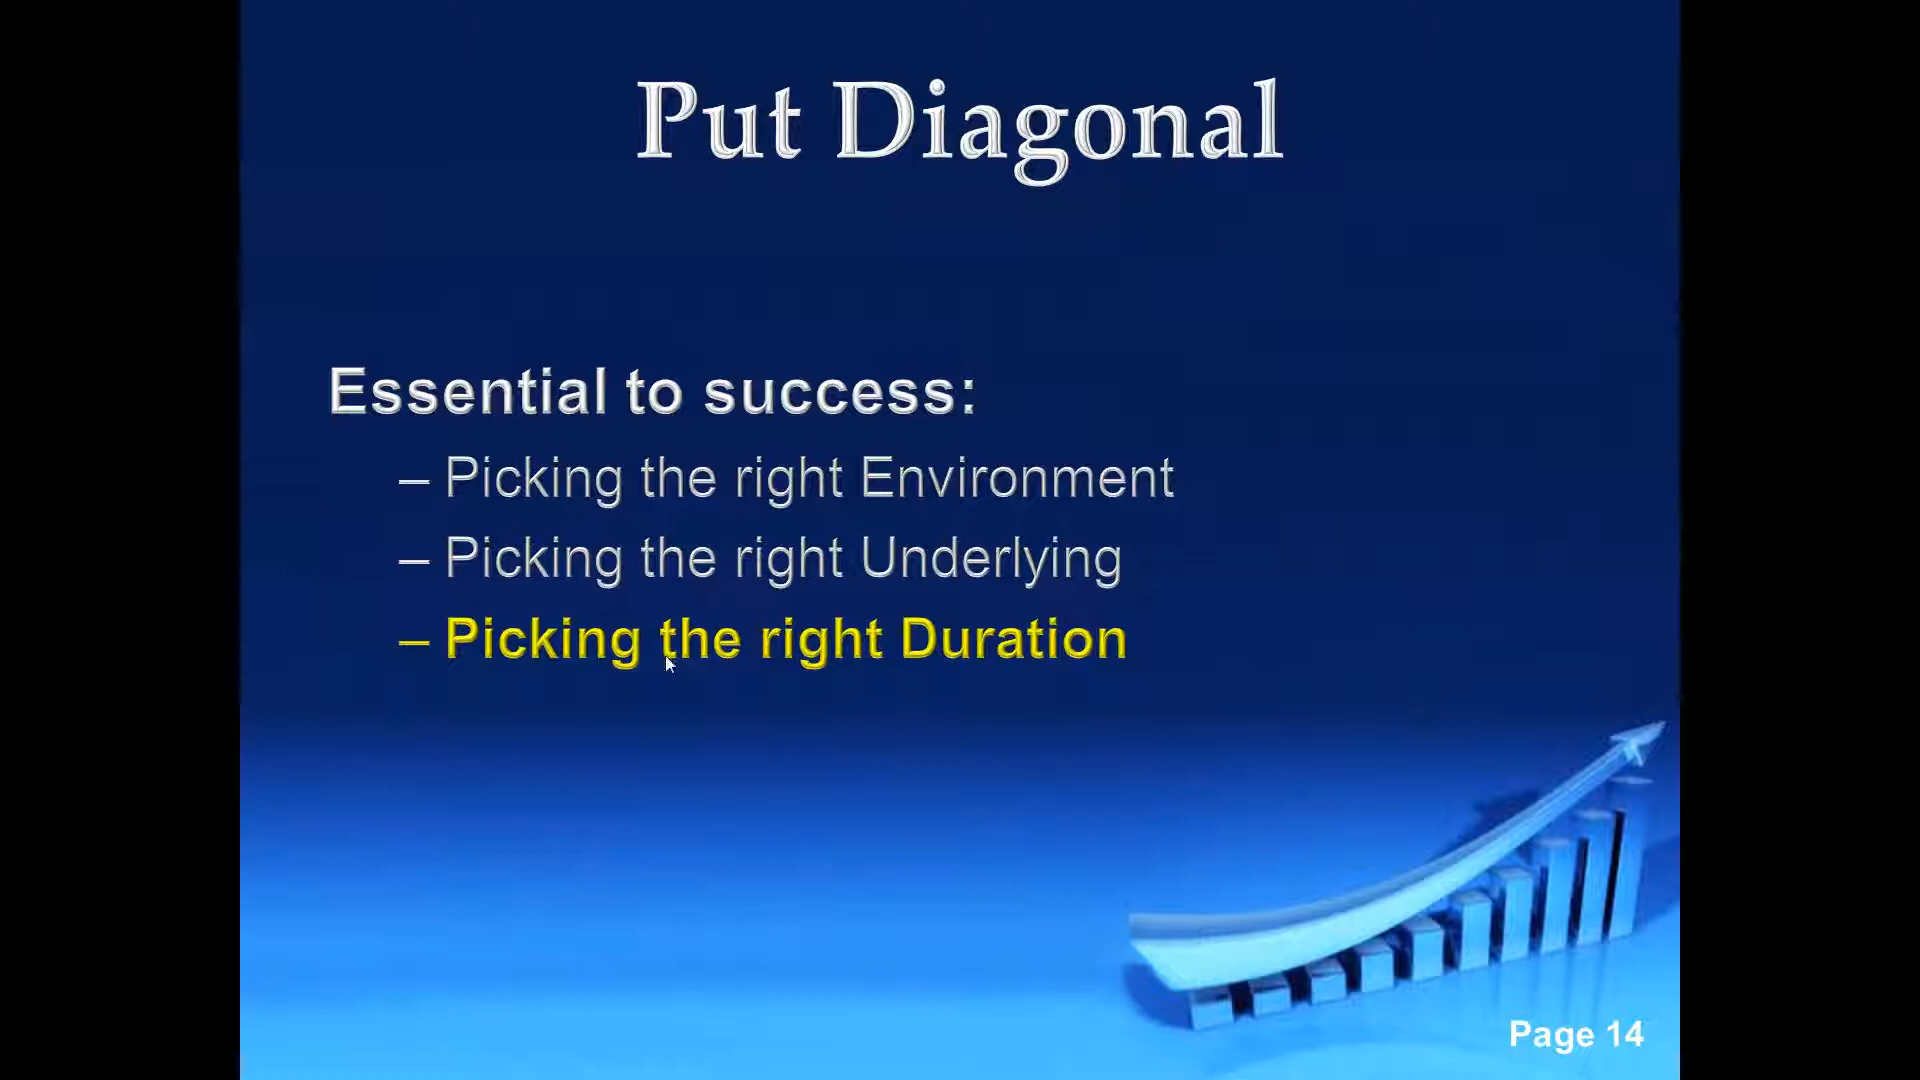 Put Diagonal
Essential to success:
– Picking the right Environment
– Picking the right Underlying
– Picking the right Duration
Page 14